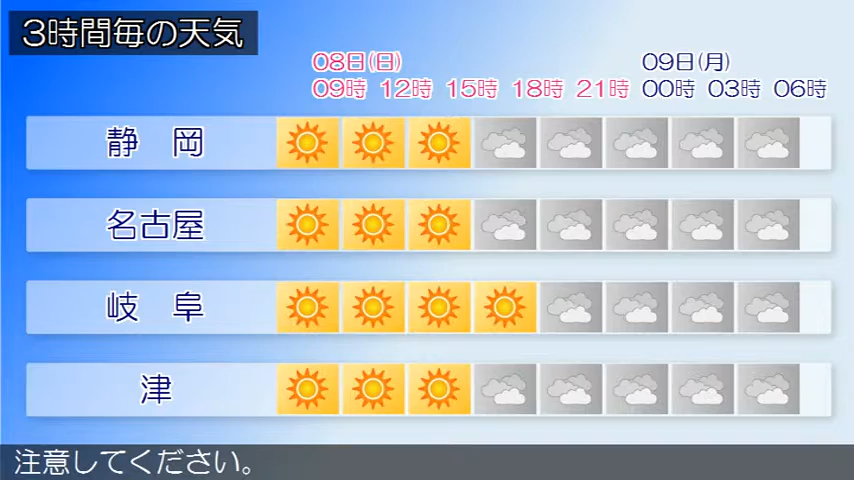 3時間毎の天気
08日(日) 09日(月)
09時 12時 15時 18時 21時 00時 03時 06時
静 岡
名古屋
岐 阜
津
注意してください。